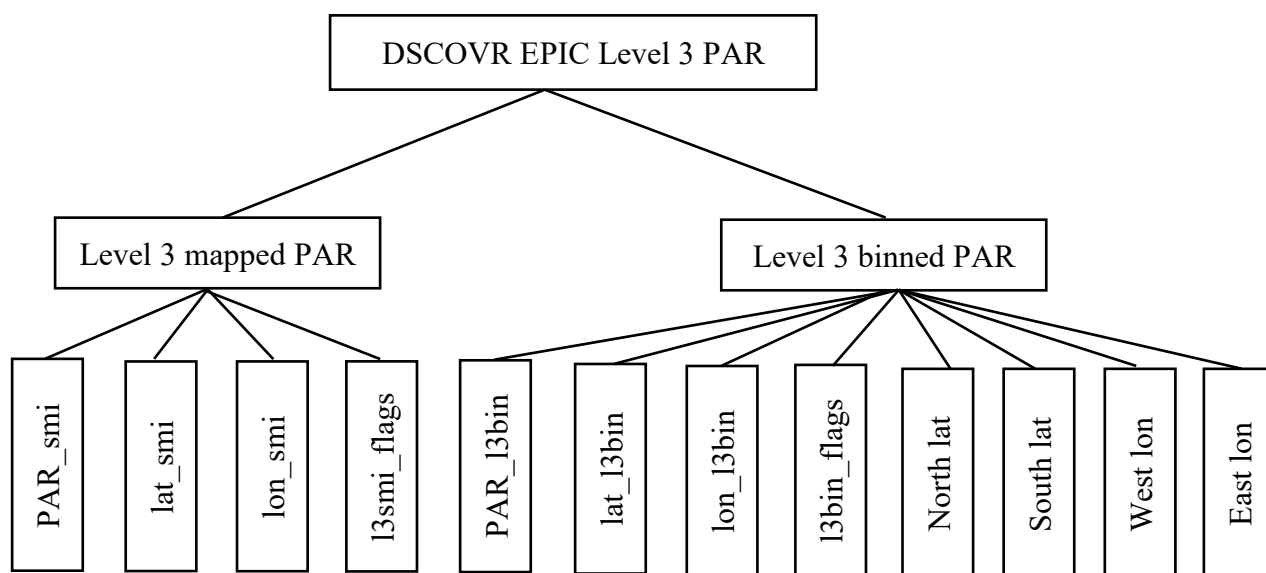 DSCOVR EPIC Level 3 PAR
Level 3 mapped PAR
Level 3 binned PAR
PAR_smi
lat_smi
lon_smi
l3smi_flags
PAR_l3bin
lat_l3bin
lon_l3bin
l3bin_flags
North lat
South lat
West lon
East lon